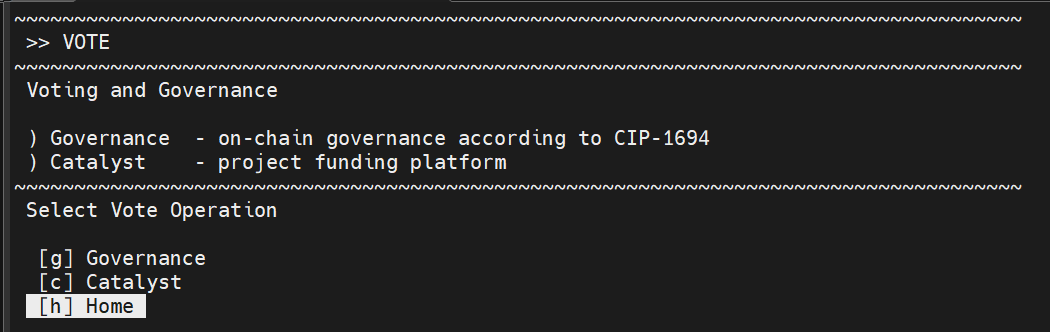 ~~~~~~~~~~~~~~~~~~~~~~~~~~~~~~~~~~~~~~~~~~~~~~~~~~~~~~~~~~~~~~~~~~~~~~~~~~~~~~~~~~~~
>> VOTE
~~~~~~~~~~~~~~~~~~~~~~~~~~~~~~~~~~~~~~~~~~~~~~~~~~~~~~~~~~~~~~~~~~~~~~~~~~~~~~~~~~~~
Voting and Governance
) Governance  - on-chain governance according to CIP-1694
) Catalyst    - project funding platform
~~~~~~~~~~~~~~~~~~~~~~~~~~~~~~~~~~~~~~~~~~~~~~~~~~~~~~~~~~~~~~~~~~~~~~~~~~~~~~~~~~~~
Select Vote Operation
[g] Governance
[c] Catalyst
[h] Home